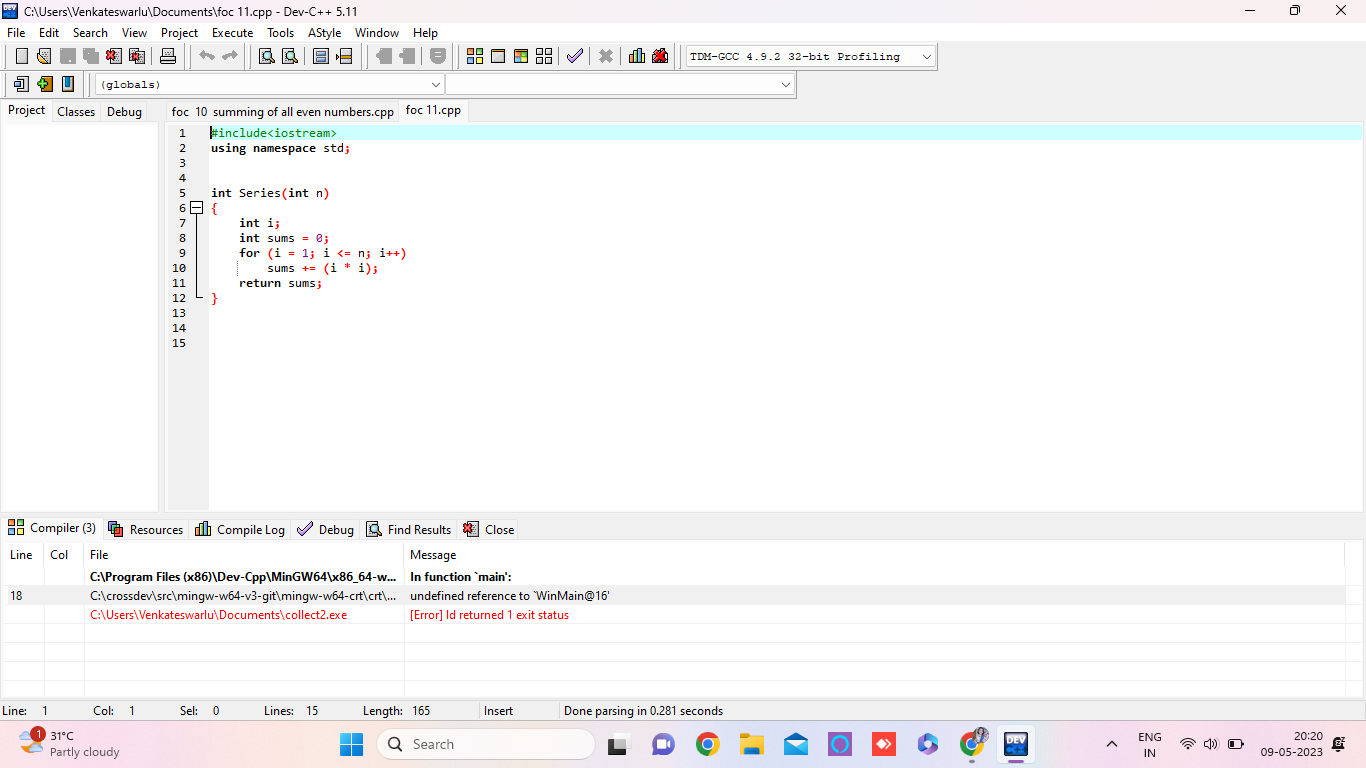 C:\Users\Venkateswarlu\Documents\foc 11.cpp - Dev-C++ 5.11
File Edit Search View Project Execute Tools AStyle Window Help
TDM-GCC 4.9.2 32-bit Profiling
(globals)
Project Classes Debug foc 10 summing of all even numbers.cpp foc 11.cpp
1 #include<iostream>
2 using namespace std;
3
4
5 int Series(int n)
6 {
7 int i;
8 int sums = 0;
9 for (i = 1; i <= n; i++)
10 sums += (i * i);
11 return sums;
12 }
13
14
15
Compiler (3) Resources Compile Log Debug Find Results Close
Line Col File Message
C:\Program Files (x86)\Dev-Cpp\MinGW64\x86_64-w... In function `main':
18 C:\crossdev\src\mingw-w64-v3-git\mingw-w64-crt\crt\... undefined reference to `WinMain@16'
C:\Users\Venkateswarlu\Documents\collect2.exe [Error] ld returned 1 exit status
Line: 1 Col: 1 Sel: 0 Lines: 15 Length: 165 Insert Done parsing in 0.281 seconds
1 31°C
Partly cloudy
Search
DEV
ENG
IN
20:20
09-05-2023